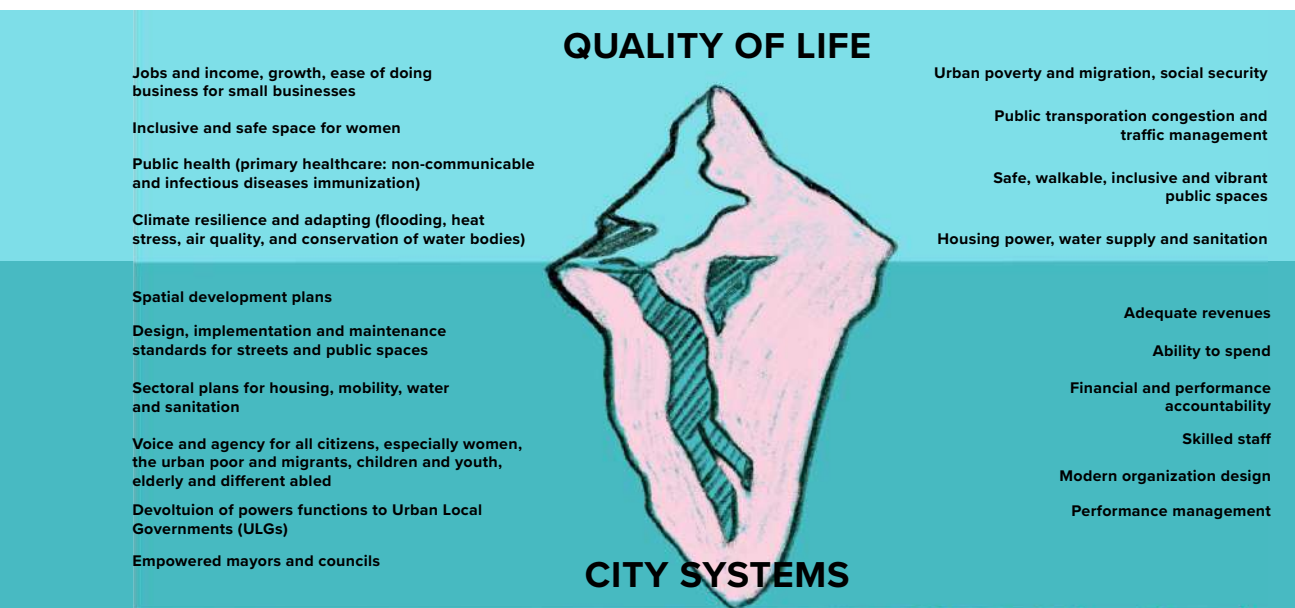 QUALITY OF LIFE
Jobs and income, growth, ease of doing
business for small businesses
Inclusive and safe space for women
Public health (primary healthcare: non-communicable
and infectious diseases immunization)
Climate resilience and adapting (flooding, heat
stress, air quality, and conservation of water bodies)
Urban poverty and migration, social security
Public transporation congestion and
traffic management
Safe, walkable, inclusive and vibrant
public spaces
Housing power, water supply and sanitation
Spatial development plans
Design, implementation and maintenance
standards for streets and public spaces
Sectoral plans for housing, mobility, water
and sanitation
Voice and agency for all citizens, especially women,
the urban poor and migrants, children and youth,
elderly and different abled
Devoltuion of powers functions to Urban Local
Governments (ULGs)
Empowered mayors and councils
Adequate revenues
Ability to spend
Financial and performance
accountability
Skilled staff
Modern organization design
Performance management
CITY SYSTEMS